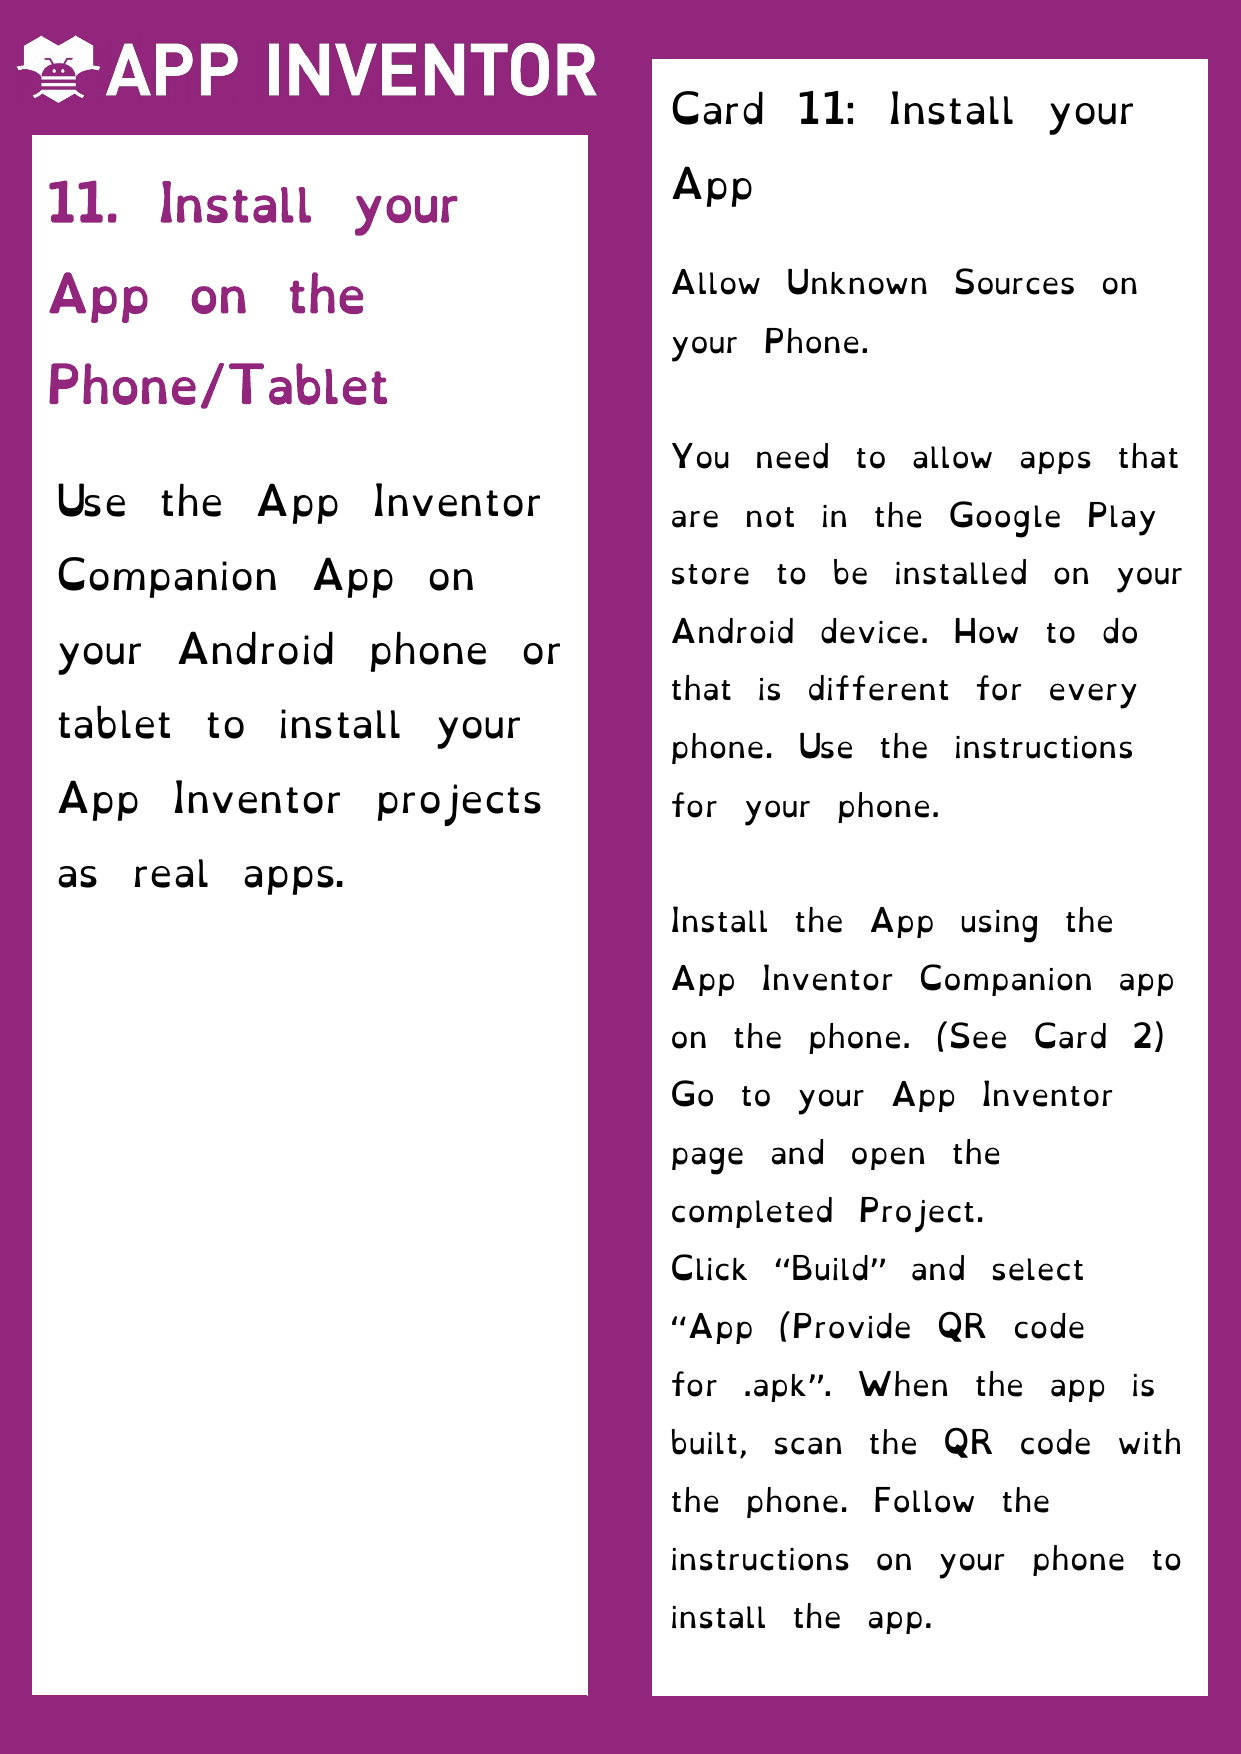 APP INVENTOR
11. Install your
App on the
Phone/Tablet
Use the App Inventor
Companion App on
your Android phone or
tablet to install your
App Inventor projects
as real apps.
Card 11: Install your
App
Allow Unknown Sources on
your Phone.
You need to allow apps that
are not in the Google Play
store to be installed on your
Android device. How to do
that is different for every
phone. Use the instructions
for your phone.
Install the App using the
App Inventor Companion app
on the phone. (See Card 2)
Go to your App Inventor
page and open the
completed Project.
Click “Build” and select
“App (Provide QR code
for .apk”. When the app is
built, scan the QR code with
the phone. Follow the
instructions on your phone to
install the app.